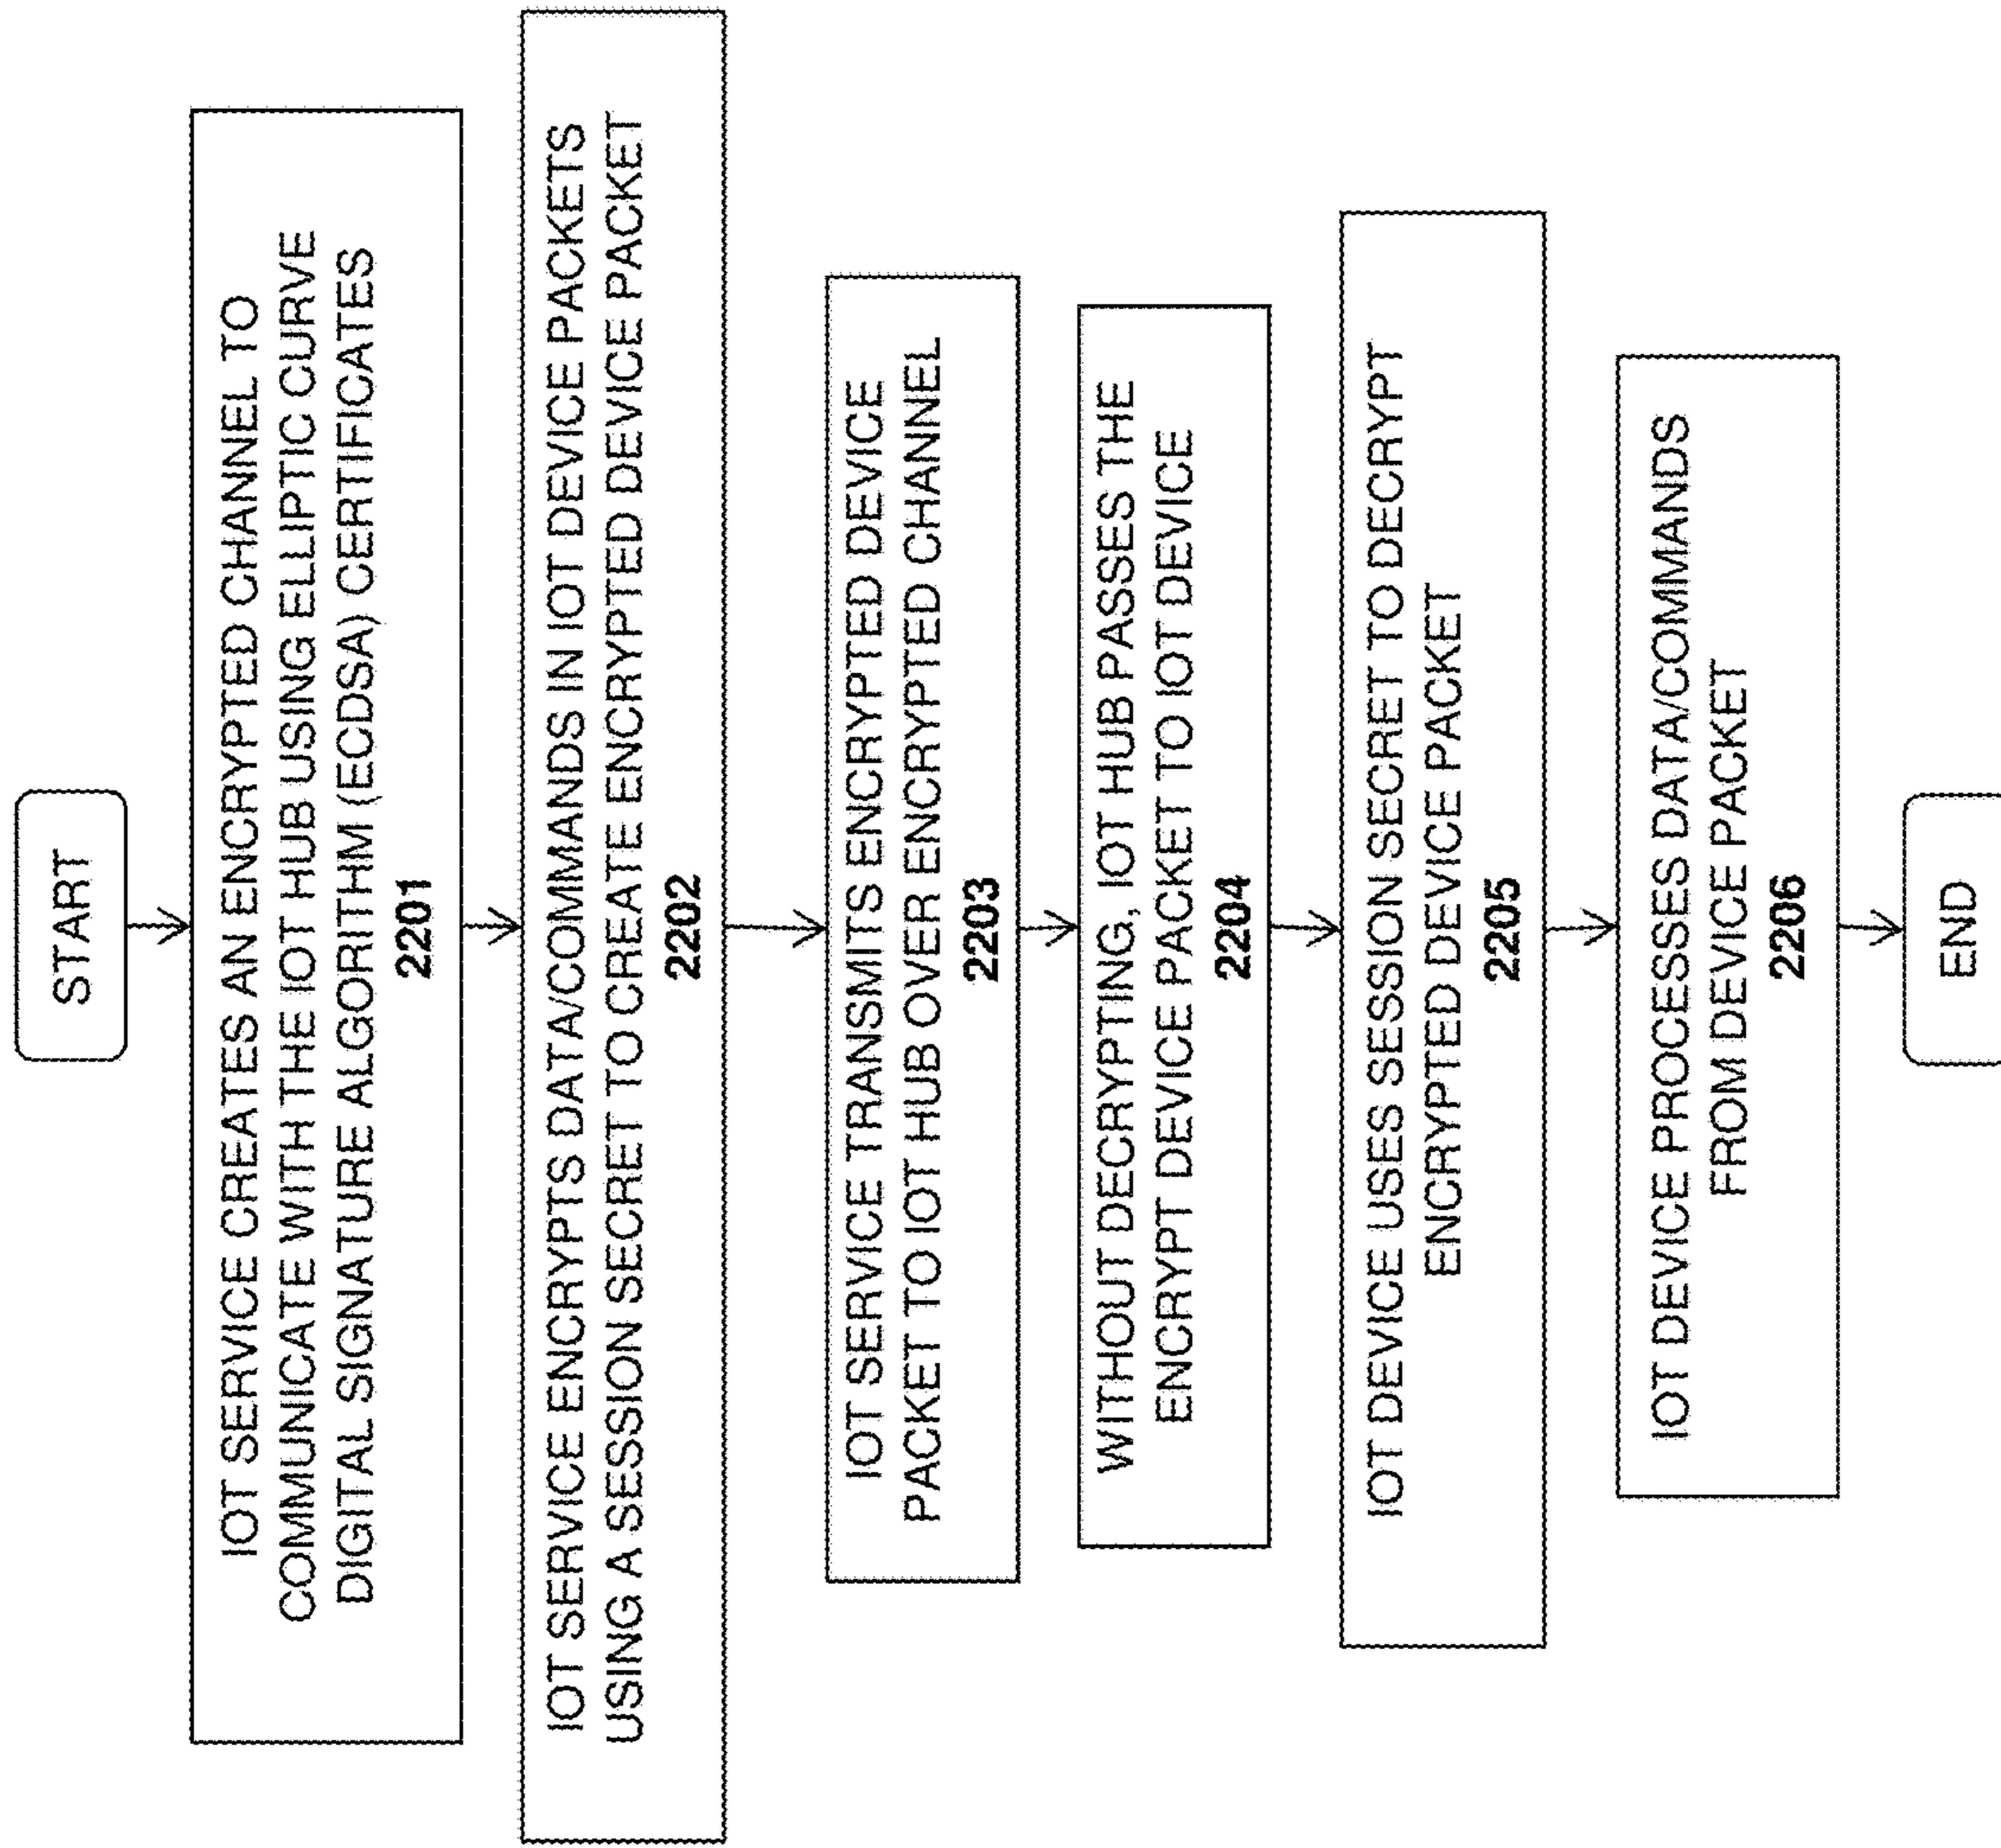 START
IOT SERVICE CREATES AN ENCRYPTED CHANNEL TO
COMMUNICATE WITH THE IOT HUB USING ELLIPTIC CURVE
DIGITAL SIGNATURE ALGORITHM (ECDSA) CERTIFICATES
2201
IOT SERVICE ENCRYPTS DATA/COMMANDS IN IOT DEVICE PACKETS
USING A SESSION SECRET TO CREATE ENCRYPTED DEVICE PACKET
2202
IOT SERVICE TRANSMITS ENCRYPTED DEVICE
PACKET TO IOT HUB OVER ENCRYPTED CHANNEL
2203
WITHOUT DECRYPTING, IOT HUB PASSES THE
ENCRYPT DEVICE PACKET TO IOT DEVICE
2204
IOT DEVICE USES SESSION SECRET TO DECRYPT
ENCRYPTED DEVICE PACKET
2205
IOT DEVICE PROCESSES DATA/COMMANDS
FROM DEVICE PACKET
2206
END